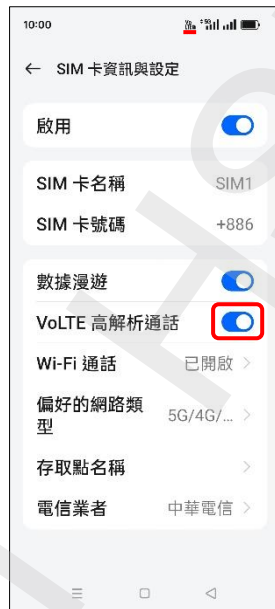 10:00
← SIM 卡資訊與設定
啟用
SIM 卡名稱 SIM1
SIM 卡號碼 +886
數據漫遊
VoLTE 高解析通話
Wi-Fi 通話 已開啟 >
偏好的網路類
型 5G/4G/... >
存取點名稱 >
電信業者 中華電信 >